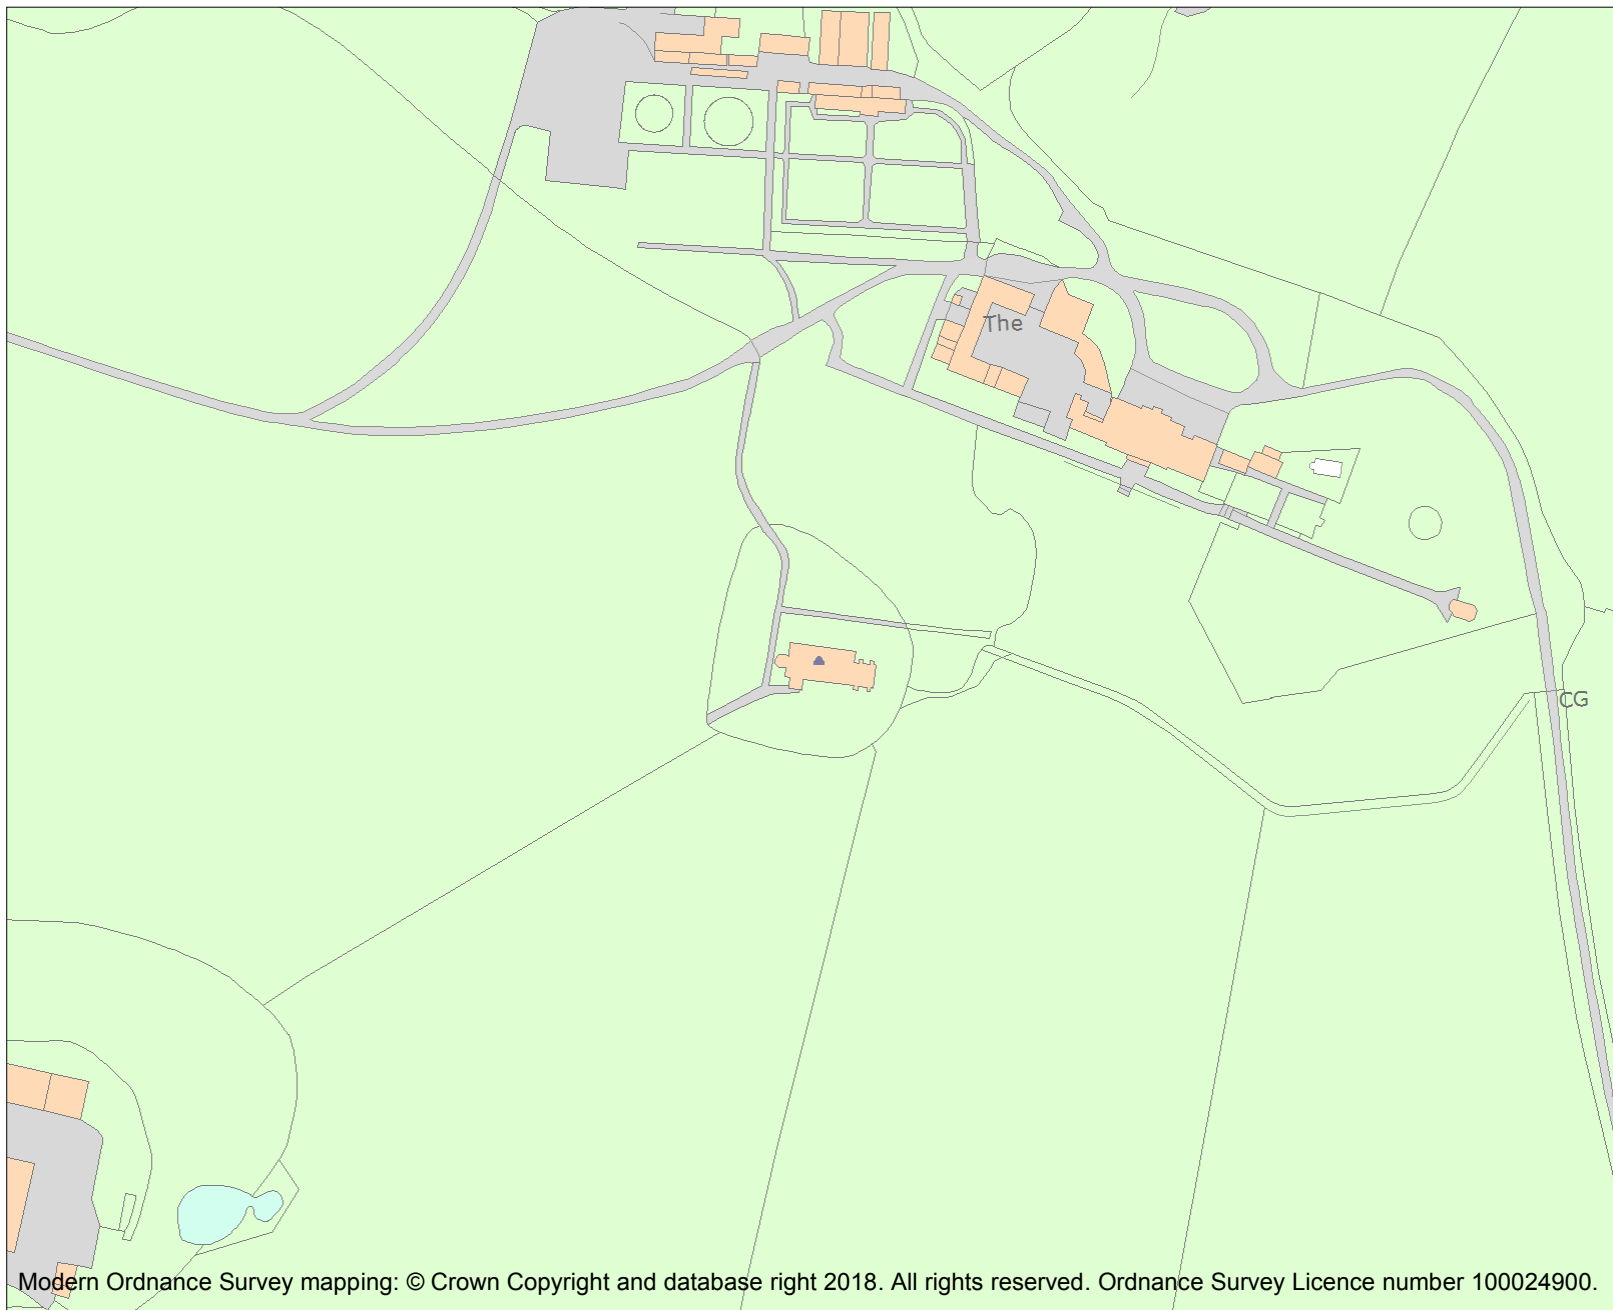 The
CG
Modern Ordnance Survey mapping: © Crown Copyright and database right 2018. All rights reserved. Ordnance Survey Licence number 100024900.